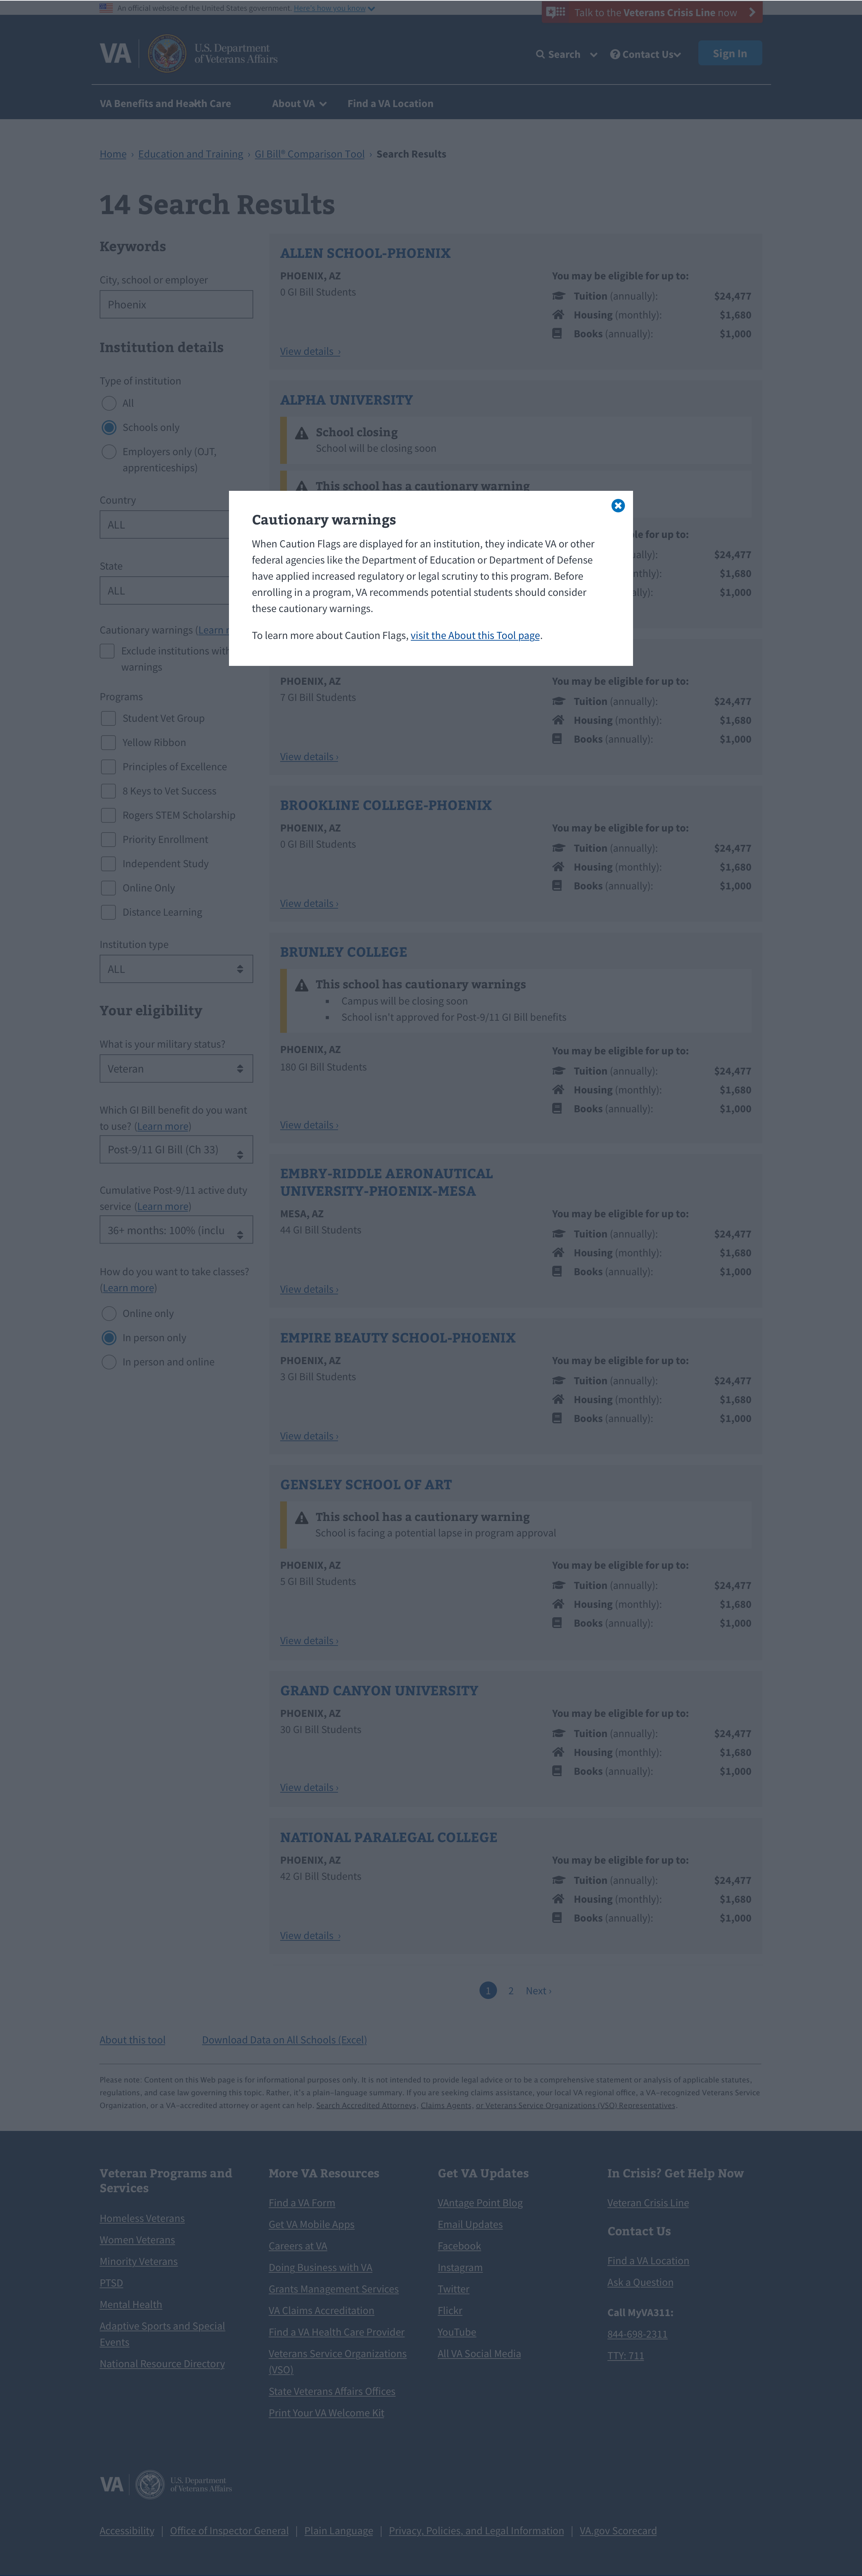 An official website of the United States government. Here's how you know
Talk to the Veterans Crisis Line now
VA
U.S. Department
of Veterans Affairs
Search
Contact Us
Sign In
VA Benefits and Health Care
About VA
Find a VA Location
Home › Education and Training › GI Bill® Comparison Tool › Search Results
14 Search Results
Keywords
City, school or employer
Phoenix
Institution details
Type of institution
All
Schools only
Employers only (OJT,
apprenticeships)
Country
ALL
State
ALL
Cautionary warnings (Learn
Exclude institutions with
warnings
Programs
Student Vet Group
Yellow Ribbon
Principles of Excellence
8 Keys to Vet Success
Rogers STEM Scholarship
Priority Enrollment
Independent Study
Online Only
Distance Learning
Institution type
ALL
Your eligibility
What is your military status?
Veteran
Which GI Bill benefit do you want
to use? (Learn more)
Post-9/11 GI Bill (Ch 33)
Cumulative Post-9/11 active duty
service (Learn more)
36+ months: 100% (inclu
How do you want to take classes?
(Learn more)
Online only
In person only
In person and online
ALLEN SCHOOL-PHOENIX
PHOENIX, AZ
0 GI Bill Students
View details ›
You may be eligible for up to:
Tuition (annually): $24,477
Housing (monthly): $1,680
Books (annually): $1,000
ALPHA UNIVERSITY
School closing
School will be closing soon
This school has a cautionary warning
ble for up to:
ally): $24,477
nthly): $1,680
ally): $1,000
Cautionary warnings
When Caution Flags are displayed for an institution, they indicate VA or other
federal agencies like the Department of Education or Department of Defense
have applied increased regulatory or legal scrutiny to this program. Before
enrolling in a program, VA recommends potential students should consider
these cautionary warnings.
To learn more about Caution Flags, visit the About this Tool page.
PHOENIX, AZ
7 GI Bill Students
View details ›
You may be eligible for up to:
Tuition (annually): $24,477
Housing (monthly): $1,680
Books (annually): $1,000
BROOKLINE COLLEGE-PHOENIX
PHOENIX, AZ
0 GI Bill Students
View details ›
You may be eligible for up to:
Tuition (annually): $24,477
Housing (monthly): $1,680
Books (annually): $1,000
BRUNLEY COLLEGE
This school has cautionary warnings
• Campus will be closing soon
• School isn't approved for Post-9/11 GI Bill benefits
PHOENIX, AZ
180 GI Bill Students
View details ›
You may be eligible for up to:
Tuition (annually): $24,477
Housing (monthly): $1,680
Books (annually): $1,000
EMBRY-RIDDLE AERONAUTICAL
UNIVERSITY-PHOENIX-MESA
MESA, AZ
44 GI Bill Students
View details ›
You may be eligible for up to:
Tuition (annually): $24,477
Housing (monthly): $1,680
Books (annually): $1,000
EMPIRE BEAUTY SCHOOL-PHOENIX
PHOENIX, AZ
3 GI Bill Students
View details ›
You may be eligible for up to:
Tuition (annually): $24,477
Housing (monthly): $1,680
Books (annually): $1,000
GENSLEY SCHOOL OF ART
This school has a cautionary warning
School is facing a potential lapse in program approval
PHOENIX, AZ
5 GI Bill Students
View details ›
You may be eligible for up to:
Tuition (annually): $24,477
Housing (monthly): $1,680
Books (annually): $1,000
GRAND CANYON UNIVERSITY
PHOENIX, AZ
30 GI Bill Students
View details ›
You may be eligible for up to:
Tuition (annually): $24,477
Housing (monthly): $1,680
Books (annually): $1,000
NATIONAL PARALEGAL COLLEGE
PHOENIX, AZ
42 GI Bill Students
View details ›
You may be eligible for up to:
Tuition (annually): $24,477
Housing (monthly): $1,680
Books (annually): $1,000
1 2 Next ›
About this tool
Download Data on All Schools (Excel)
Please note: Content on this Web page is for informational purposes only. It is not intended to provide legal advice or to be a comprehensive statement or analysis of applicable statutes,
regulations, and case law governing this topic. Rather, it's a plain-language summary. If you are seeking claims assistance, your local VA regional office, a VA-recognized Veterans Service
Organization, or a VA-accredited attorney or agent can help. Search Accredited Attorneys, Claims Agents, or Veterans Service Organizations (VSO) Representatives.
Veteran Programs and
Services
Homeless Veterans
Women Veterans
Minority Veterans
PTSD
Mental Health
Adaptive Sports and Special
Events
National Resource Directory
More VA Resources
Find a VA Form
Get VA Mobile Apps
Careers at VA
Doing Business with VA
Grants Management Services
VA Claims Accreditation
Find a VA Health Care Provider
Veterans Service Organizations
(VSO)
State Veterans Affairs Offices
Print Your VA Welcome Kit
Get VA Updates
VAntage Point Blog
Email Updates
Facebook
Instagram
Twitter
Flickr
YouTube
All VA Social Media
In Crisis? Get Help Now
Veteran Crisis Line
Contact Us
Find a VA Location
Ask a Question
Call MyVA311:
844-698-2311
TTY: 711
VA
U.S. Department
of Veterans Affairs
Accessibility | Office of Inspector General | Plain Language | Privacy, Policies, and Legal Information | VA.gov Scorecard